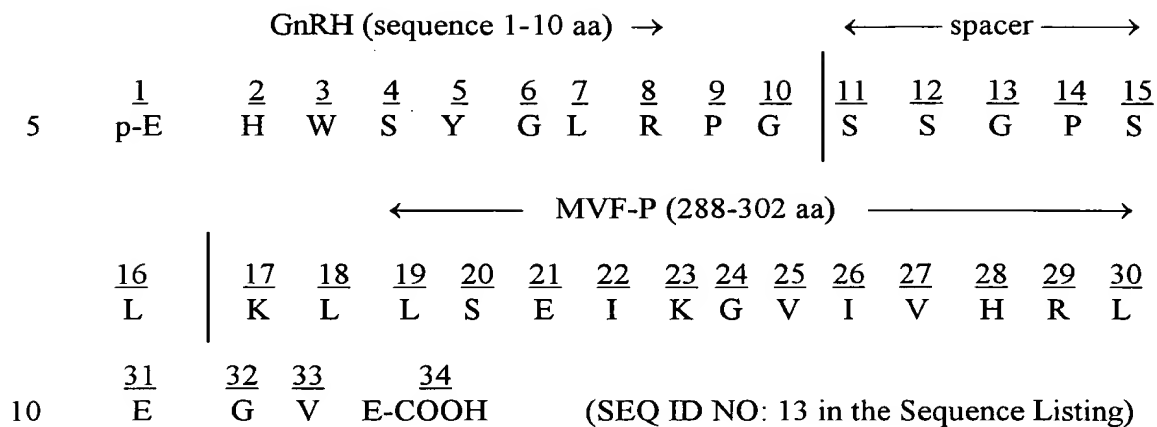 GnRH (sequence 1-10 aa) → ← spacer →
1 2 3 4 5 6 7 8 9 10 11 12 13 14 15
5 p-E H W S Y G L R P G S S G P S
← MVF-P (288-302 aa) →
16 17 18 19 20 21 22 23 24 25 26 27 28 29 30
L K L L S E I K G V I V H R L
31 32 33 34
10 E G V E-COOH (SEQ ID NO: 13 in the Sequence Listing)